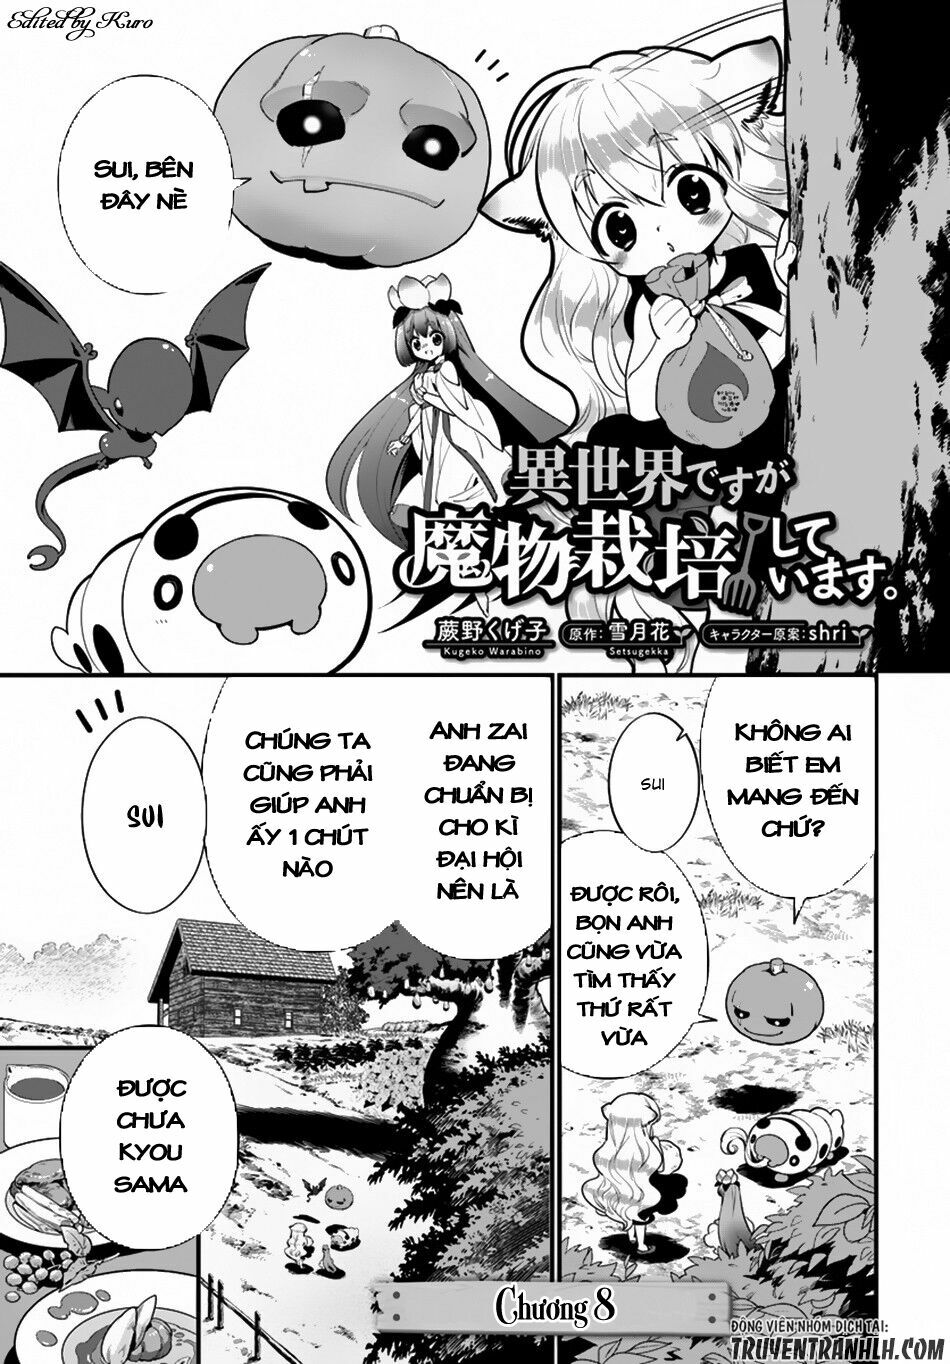 Edited by Kuro
SUI, BÊN
ĐÂY NÈ
異世界ですが
魔物栽培して
います。
蕨野くげ子
Kugeko Warabino
原作:雪月花
Setsugekka
キャラクター原案:shri
KHÔNG AI
BIẾT EM
MANG ĐẾN
CHỨ?
SUI
ĐƯỢC RÔI,
BỌN ANH
CŨNG VỪA
TÌM THẤY
THỨ RẤT
VỪA
ANH ZAI
ĐANG
CHUẨN BỊ
CHO KÌ
ĐẠI HỘI
NÊN LÀ
CHÚNG TA
CŨNG PHẢI
GIÚP ANH
ẤY 1 CHÚT
NÀO
SUI
ĐƯỢC
CHƯA
KYOU
SAMA
Chương 8
ĐỘNG VIÊN NHÓM DỊCH TẠI:
TRUYENTRANHLH.COM